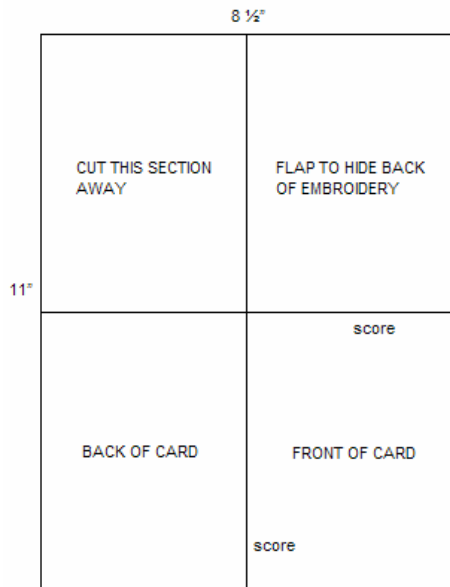 8 ½"
CUT THIS SECTION
AWAY
FLAP TO HIDE BACK
OF EMBROIDERY
11"
score
BACK OF CARD
FRONT OF CARD
score